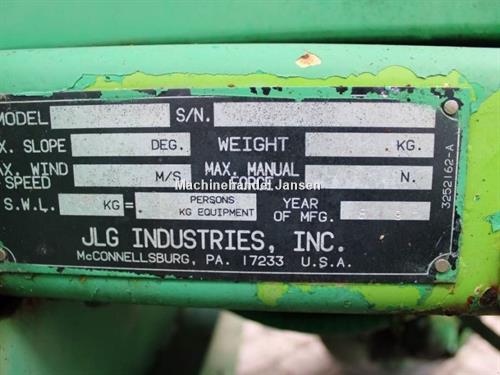 MODEL S/N.
X. SLOPE DEG. WEIGHT KG.
X. WIND SPEED M/S MAX. MANUAL FORCE N.
S.W.L. KG= PERSONS KG EQUIPMENT YEAR OF MFG.
JLG INDUSTRIES, INC.
McCONNELLSBURG, PA. 17233 U.S.A.
3252162-A
Machinehandel Jansen